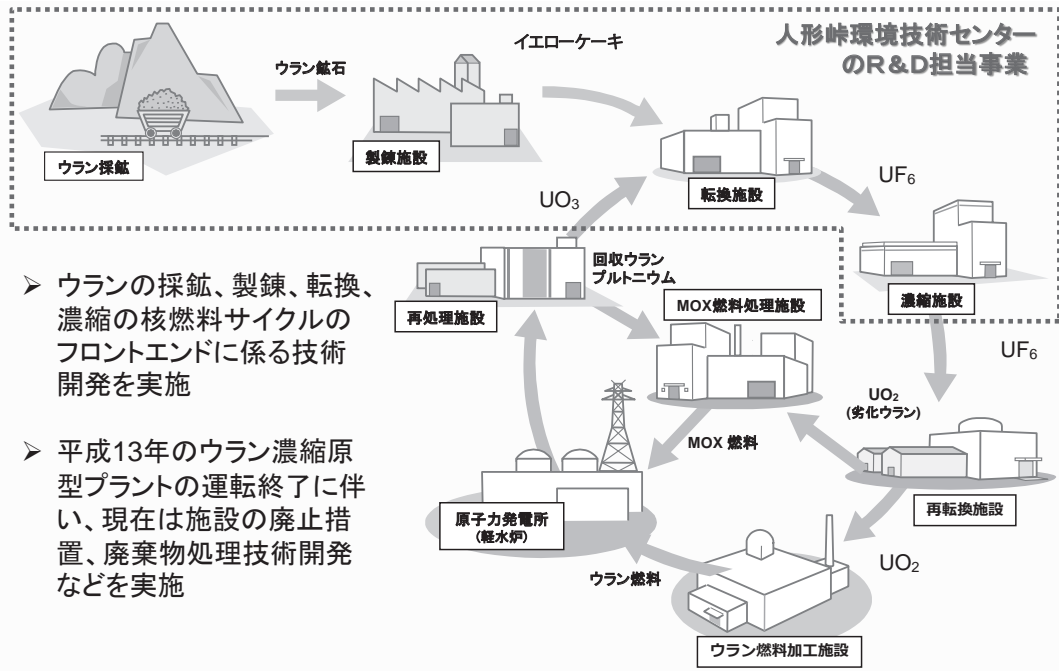 人形峠環境技術センター
のR&D担当事業
ウラン鉱石
イエローケーキ
ウラン採鉱
製錬施設
転換施設
UF₆
UO₃
濃縮施設
回収ウラン
プルトニウム
再処理施設
MOX燃料処理施設
UF₆
UO₂
(劣化ウラン)
MOX 燃料
再転換施設
原子力発電所
(軽水炉)
UO₂
ウラン燃料
ウラン燃料加工施設
➢ ウランの採鉱、製錬、転換、
濃縮の核燃料サイクルの
フロントエンドに係る技術
開発を実施
➢ 平成13年のウラン濃縮原
型プラントの運転終了に伴
い、現在は施設の廃止措
置、廃棄物処理技術開発
などを実施